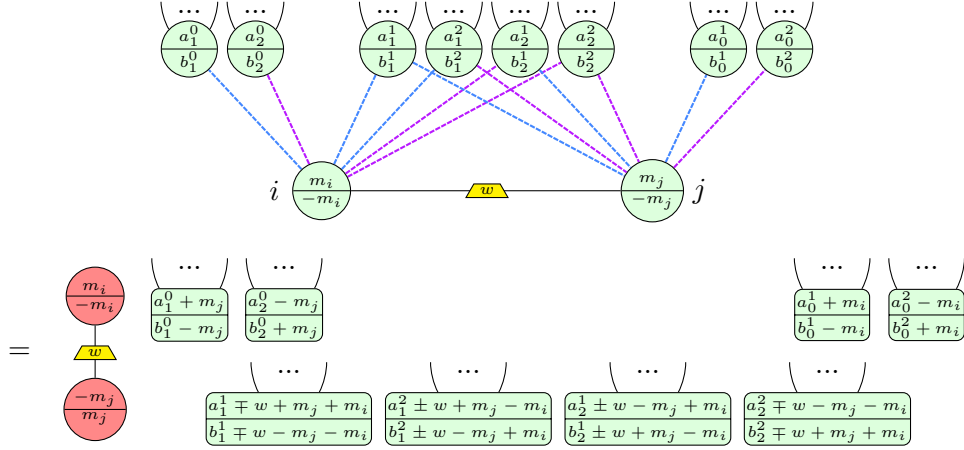 ... ... ... ... ... ... ... ...
a_1^0 a_2^0 a_1^1 a_1^2 a_2^1 a_2^2 a_0^1 a_0^2
b_1^0 b_2^0 b_1^1 b_1^2 b_2^1 b_2^2 b_0^1 b_0^2
m_i m_j
i w j
-m_i -m_j
... ... ... ...
m_i a_1^0 + m_j a_2^0 - m_j a_0^1 + m_i a_0^2 - m_i
-m_i b_1^0 - m_j b_2^0 + m_j b_0^1 - m_i b_0^2 + m_i
= w
... ... ... ...
-m_j a_1^1 ∓ w + m_j + m_i a_1^2 ± w + m_j - m_i a_2^1 ± w - m_j + m_i a_2^2 ∓ w - m_j - m_i
m_j b_1^1 ∓ w - m_j - m_i b_1^2 ± w - m_j + m_i b_2^1 ± w + m_j - m_i b_2^2 ∓ w + m_j + m_i